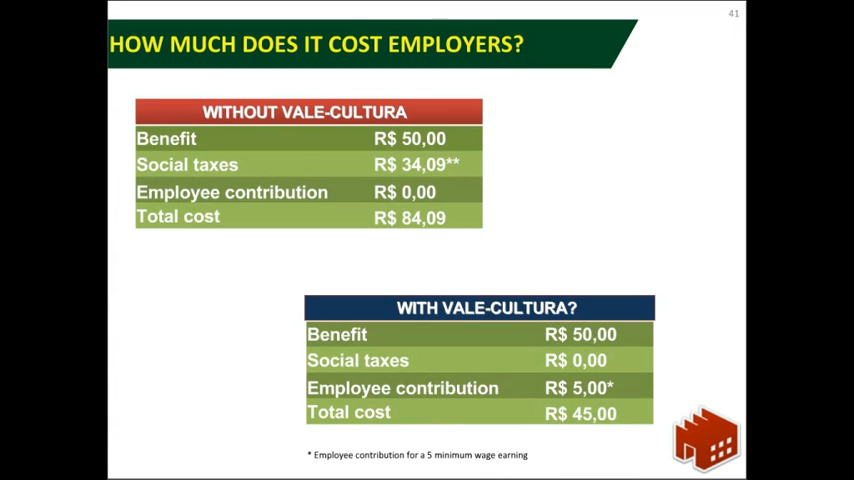 41
HOW MUCH DOES IT COST EMPLOYERS?
WITHOUT VALE-CULTURA
Benefit R$ 50,00
Social taxes R$ 34,09**
Employee contribution R$ 0,00
Total cost R$ 84,09
WITH VALE-CULTURA?
Benefit R$ 50,00
Social taxes R$ 0,00
Employee contribution R$ 5,00*
Total cost R$ 45,00
* Employee contribution for a 5 minimum wage earning